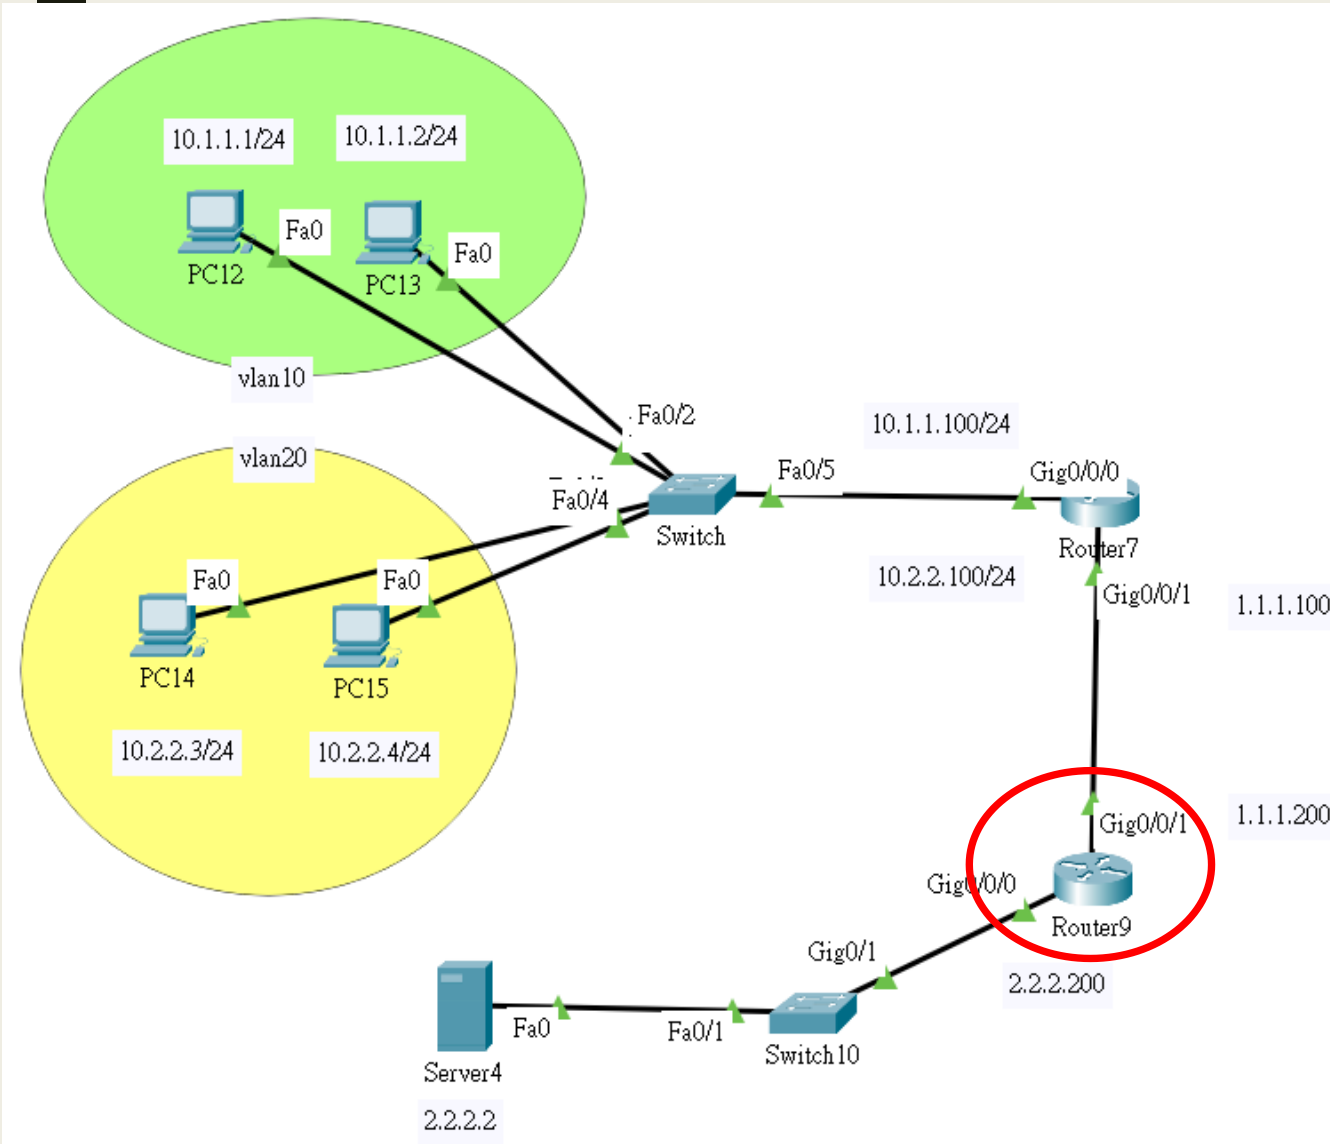 10.1.1.1/24
10.1.1.2/24
Fa0
Fa0
PC12
PC13
vlan10
Fa0/2
10.1.1.100/24
vlan20
Fa0/5
Gig0/0/0
Fa0/4
Switch
Router7
10.2.2.100/24
Fa0
Fa0
Gig0/0/1
1.1.1.100
PC14
PC15
10.2.2.3/24
10.2.2.4/24
1.1.1.200
Gig0/0/1
Gig0/0/0
Router9
Gig0/1
2.2.2.200
Fa0
Fa0/1
Switch10
Server4
2.2.2.2